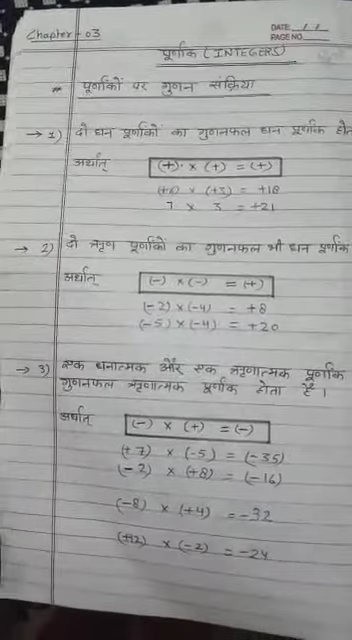 Chapter - 03
DATE / /
PAGE NO.
पूर्णांक (INTEGERS)
* पूर्णांकों पर गुणन संक्रिया
→ 1) दो धन पूर्णांकों का गुणनफल धन पूर्णांक
अर्थात् (+) × (+) = (+)
× (+3) = +18
7 × 3 = +21
→ 2) दो ऋण पूर्णांकों का गुणनफल भी धन पूर्णांक
अर्थात् (-) × (-) = (+)
(-2) × (-4) = +8
(-5) × (-4) = +20
→ 3) एक धनात्मक और एक ऋणात्मक पूर्णांक
गुणनफल ऋणात्मक पूर्णांक होता है।
अर्थात् (-) × (+) = (-)
(+7) × (-5) = (-35)
(-2) × (+8) = (-16)
(-8) × (+4) = -32
(+12) × (-2) = -24